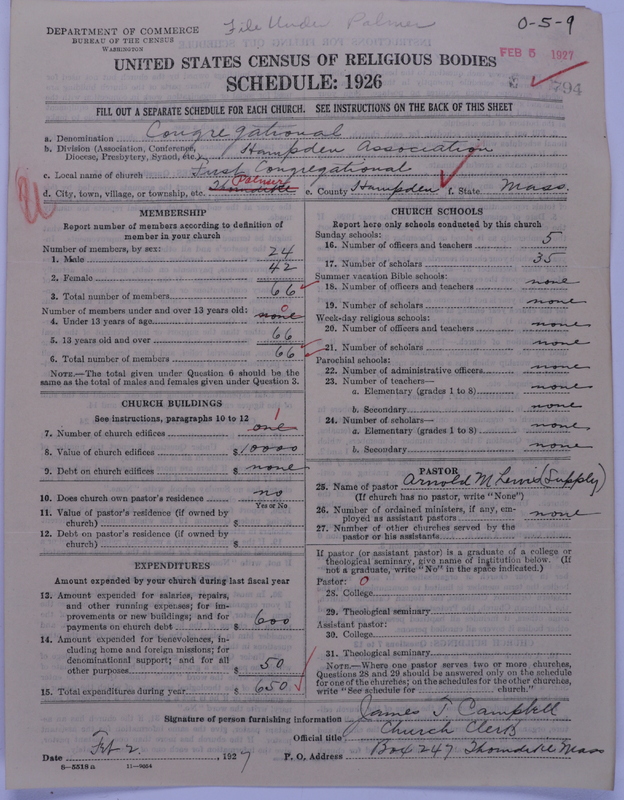 File Under Palmer
0-5-9
DEPARTMENT OF COMMERCE
BUREAU OF THE CENSUS
WASHINGTON
FEB 5 1927
UNITED STATES CENSUS OF RELIGIOUS BODIES
SCHEDULE: 1926
794
FILL OUT A SEPARATE SCHEDULE FOR EACH CHURCH. SEE INSTRUCTIONS ON THE BACK OF THIS SHEET
a. Denomination Congregational
b. Division (Association, Conference, Diocese, Presbytery, Synod, etc.) Hampden Association
c. Local name of church First Congregational
d. City, town, village, or township, etc. Thorndike Palmer e. County Hampden f. State Mass.
MEMBERSHIP
Report number of members according to definition of
member in your church
Number of members, by sex:
1. Male 24
2. Female 42
3. Total number of members 66
Number of members under and over 13 years old:
4. Under 13 years of age none 0
5. 13 years old and over 66
6. Total number of members 66
NOTE.—The total given under Question 6 should be the
same as the total of males and females given under Question 3.
CHURCH BUILDINGS
See instructions, paragraphs 10 to 12
7. Number of church edifices one 1
8. Value of church edifices $ 10000
9. Debt on church edifices $ none
10. Does church own pastor's residence no
Yes or No
11. Value of pastor's residence (if owned by
church) $
12. Debt on pastor's residence (if owned by
church) $
EXPENDITURES
Amount expended by your church during last fiscal year
13. Amount expended for salaries, repairs,
and other running expenses; for im-
provements or new buildings; and for
payments on church debt $ 600
14. Amount expended for benevolences, in-
cluding home and foreign missions; for
denominational support; and for all
other purposes $ 50
15. Total expenditures during year $ 650
CHURCH SCHOOLS
Report here only schools conducted by this church
Sunday schools:
16. Number of officers and teachers 5
17. Number of scholars 35
Summer vacation Bible schools:
18. Number of officers and teachers none
19. Number of scholars none
Week-day religious schools:
20. Number of officers and teachers none
21. Number of scholars none
Parochial schools:
22. Number of administrative officers none
23. Number of teachers—
a. Elementary (grades 1 to 8) none
b. Secondary none
24. Number of scholars—
a. Elementary (grades 1 to 8) none
b. Secondary none
PASTOR
25. Name of pastor Arnold M Lewis (Supply)
(If church has no pastor, write "None")
26. Number of ordained ministers, if any, em-
ployed as assistant pastors none
27. Number of other churches served by the
pastor or his assistants
If pastor (or assistant pastor) is a graduate of a college or
theological seminary, give name of institution below. (If
not a graduate, write "No" in the space indicated.)
Pastor: 0
28. College
29. Theological seminary
Assistant pastor:
30. College
31. Theological seminary
NOTE.—Where one pastor serves two or more churches,
Questions 28 and 29 should be answered only on the schedule
for one of the churches; on the schedules for the other churches,
write "See schedule for church."
Signature of person furnishing information James T Campbell
Official title Church Clerk
Date Feb 2. 1927 P. O. Address Box 247 Thorndike Mass
S—5518a 11—9864